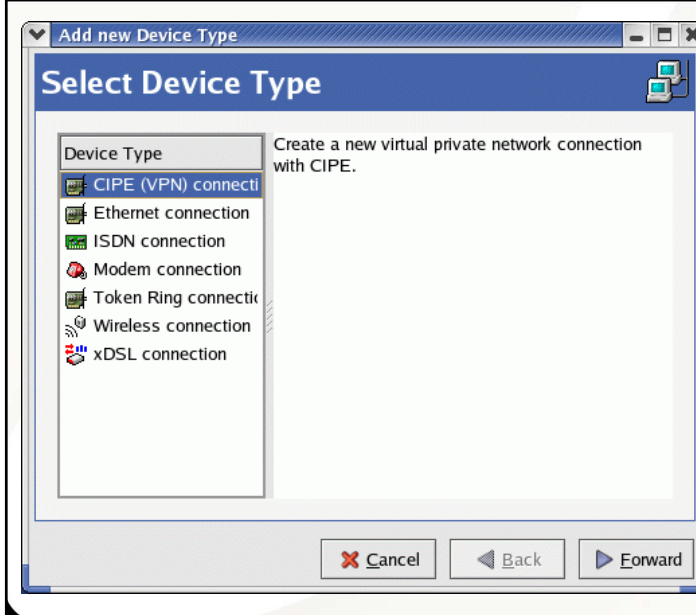 Add new Device Type
Select Device Type
Device Type
CIPE (VPN) connecti
Ethernet connection
ISDN connection
Modem connection
Token Ring connectic
Wireless connection
xDSL connection
Create a new virtual private network connection
with CIPE.
Cancel
Back
Forward